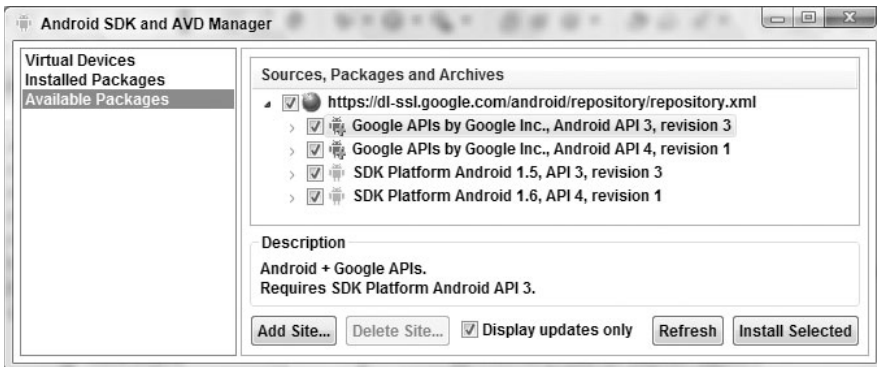 Android SDK and AVD Manager
Virtual Devices
Installed Packages
Available Packages
Sources, Packages and Archives
https://dl-ssl.google.com/android/repository/repository.xml
Google APIs by Google Inc., Android API 3, revision 3
Google APIs by Google Inc., Android API 4, revision 1
SDK Platform Android 1.5, API 3, revision 3
SDK Platform Android 1.6, API 4, revision 1
Description
Android + Google APIs.
Requires SDK Platform Android API 3.
Add Site... Delete Site... Display updates only Refresh Install Selected